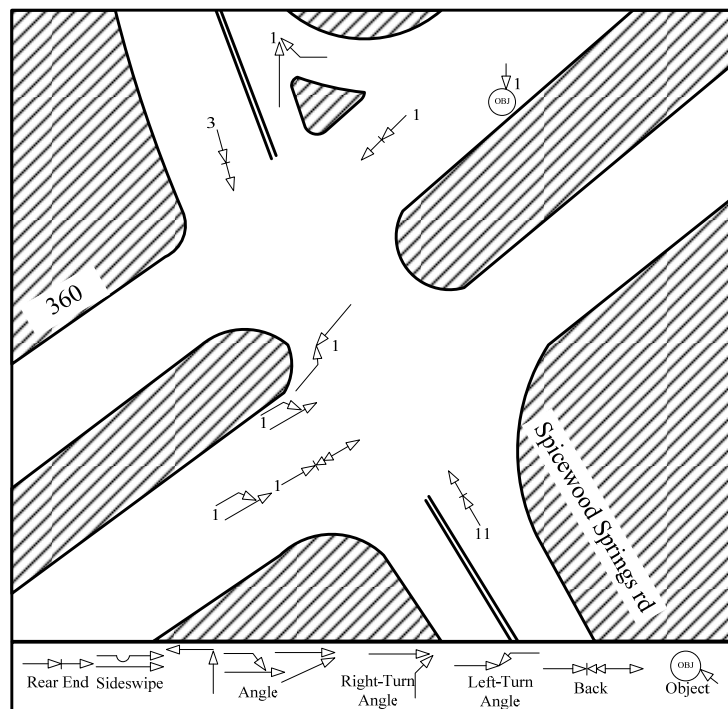 1
OBJ
1
1
3
360
1
1
1
1
11
Spicewood Springs rd
Rear End
Sideswipe
Angle
Right-Turn
Angle
Left-Turn
Angle
Back
OBJ
Object